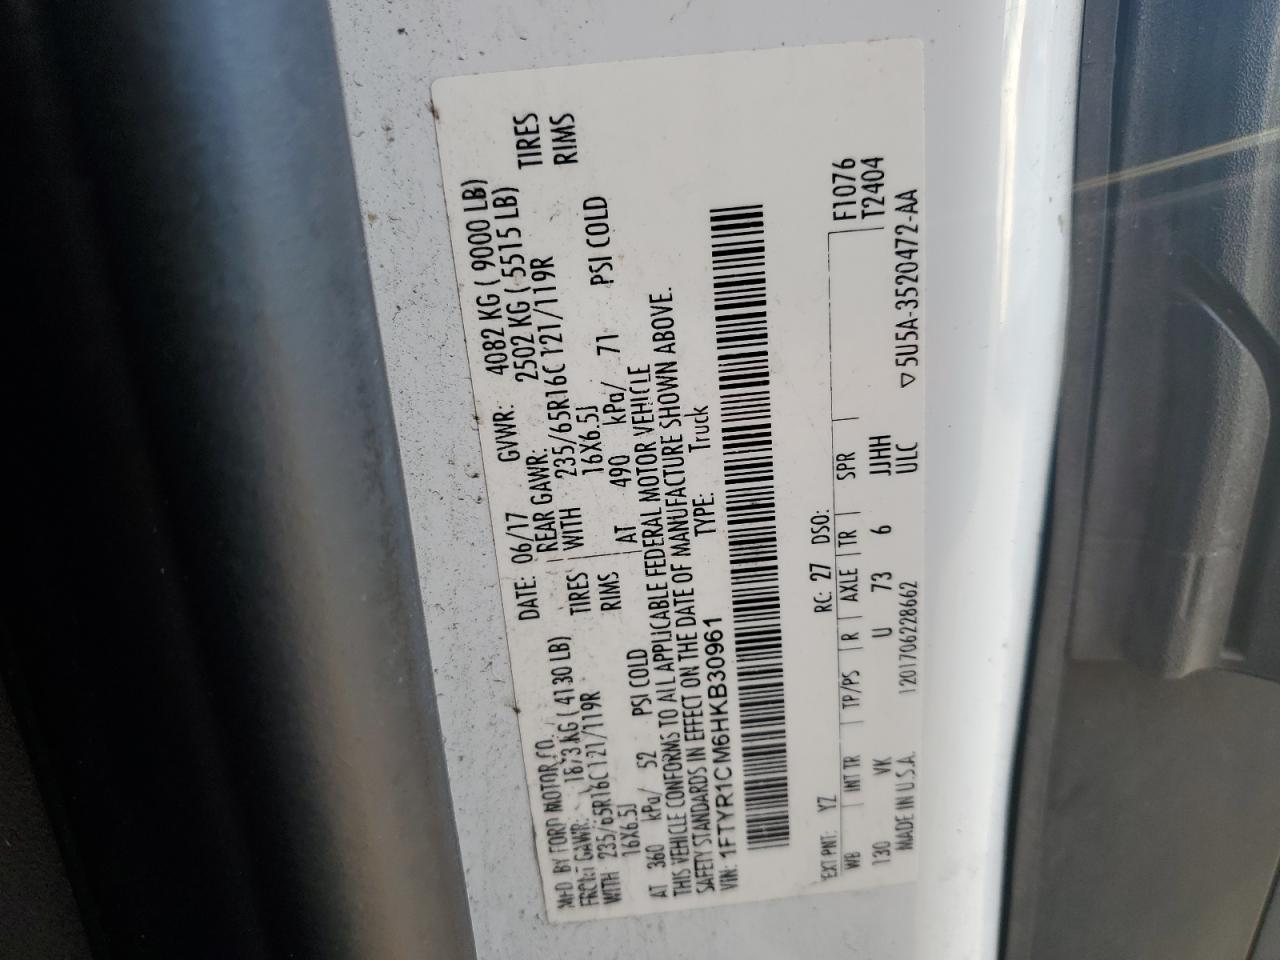 MFD BY FORD MOTOR CO. DATE: 06/17 GVWR: 4082 KG ( 9000 LB)
FRONT GAWR: 1873 KG ( 4130 LB) REAR GAWR: 2502 KG ( 5515 LB)
WITH 235/65R16C 121/119R TIRES WITH 235/65R16C 121/119R TIRES
16X6.5J RIMS 16X6.5J RIMS
AT 360 kPa/ 52 PSI COLD AT 490 kPa/ 71 PSI COLD
THIS VEHICLE CONFORMS TO ALL APPLICABLE FEDERAL MOTOR VEHICLE
SAFETY STANDARDS IN EFFECT ON THE DATE OF MANUFACTURE SHOWN ABOVE.
VIN: 1FTYR1CM6HKB30961 TYPE: Truck
EXT PNT: YZ RC: 27 DSO: F1076
WB INT TR TP/PS R AXLE TR SPR T2404
130 VK U 73 6 JJHH
MADE IN U.S.A. 1201706228662 ULC ▽ 5U5A-3520472-AA